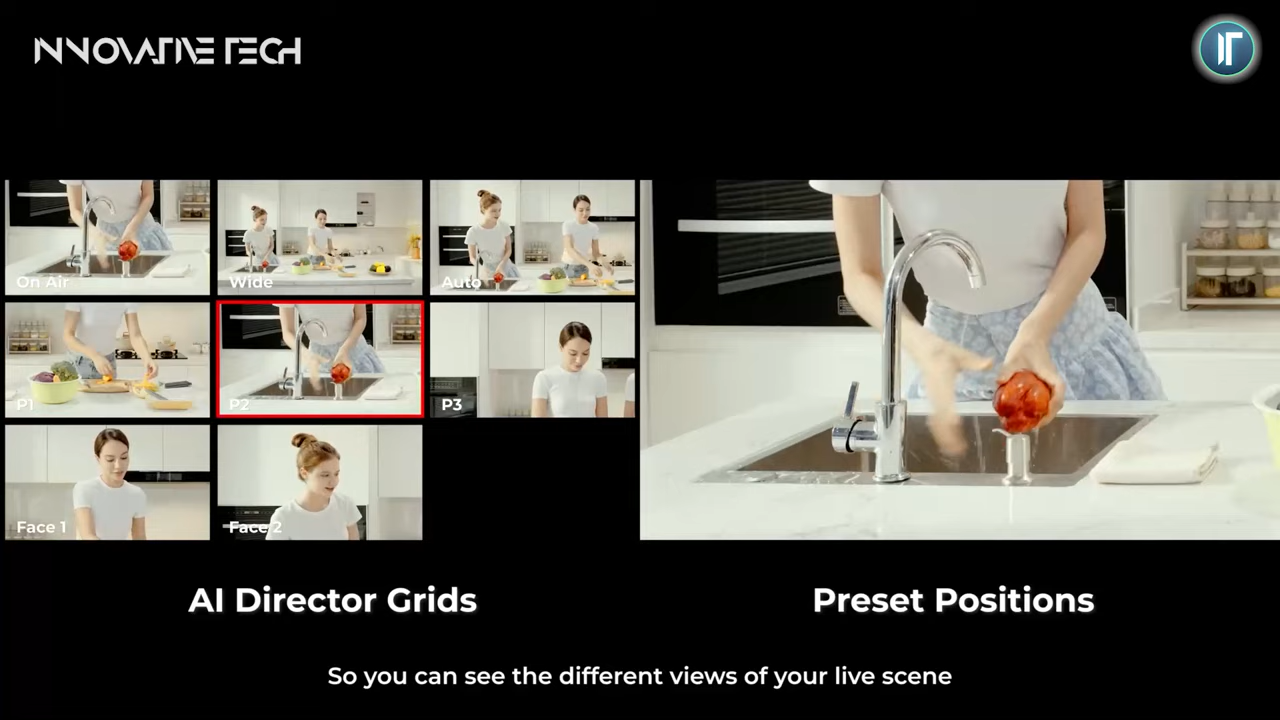 INNOVATIVE TECH
IT
On Air
Wide
Auto
P1
P2
P3
Face 1
Face 2
AI Director Grids
Preset Positions
So you can see the different views of your live scene